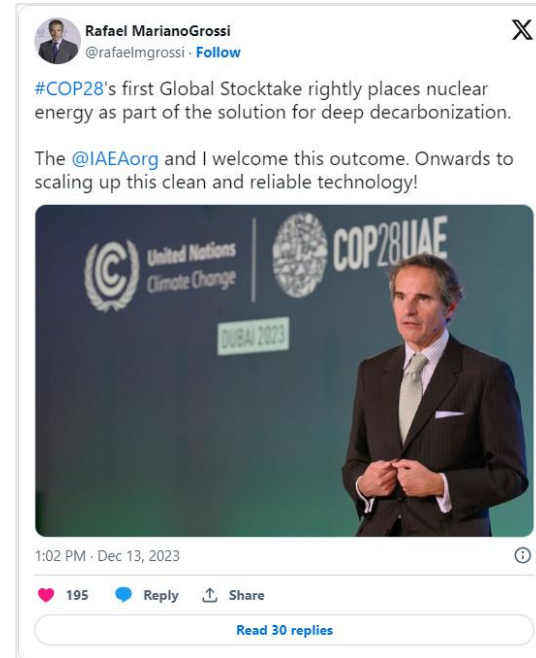 Rafael MarianoGrossi
@rafaelmgrossi · Follow
#COP28's first Global Stocktake rightly places nuclear
energy as part of the solution for deep decarbonization.
The @IAEAorg and I welcome this outcome. Onwards to
scaling up this clean and reliable technology!
United Nations
Climate Change
COP28UAE
DUBAI 2023
1:02 PM · Dec 13, 2023
195 Reply Share
Read 30 replies